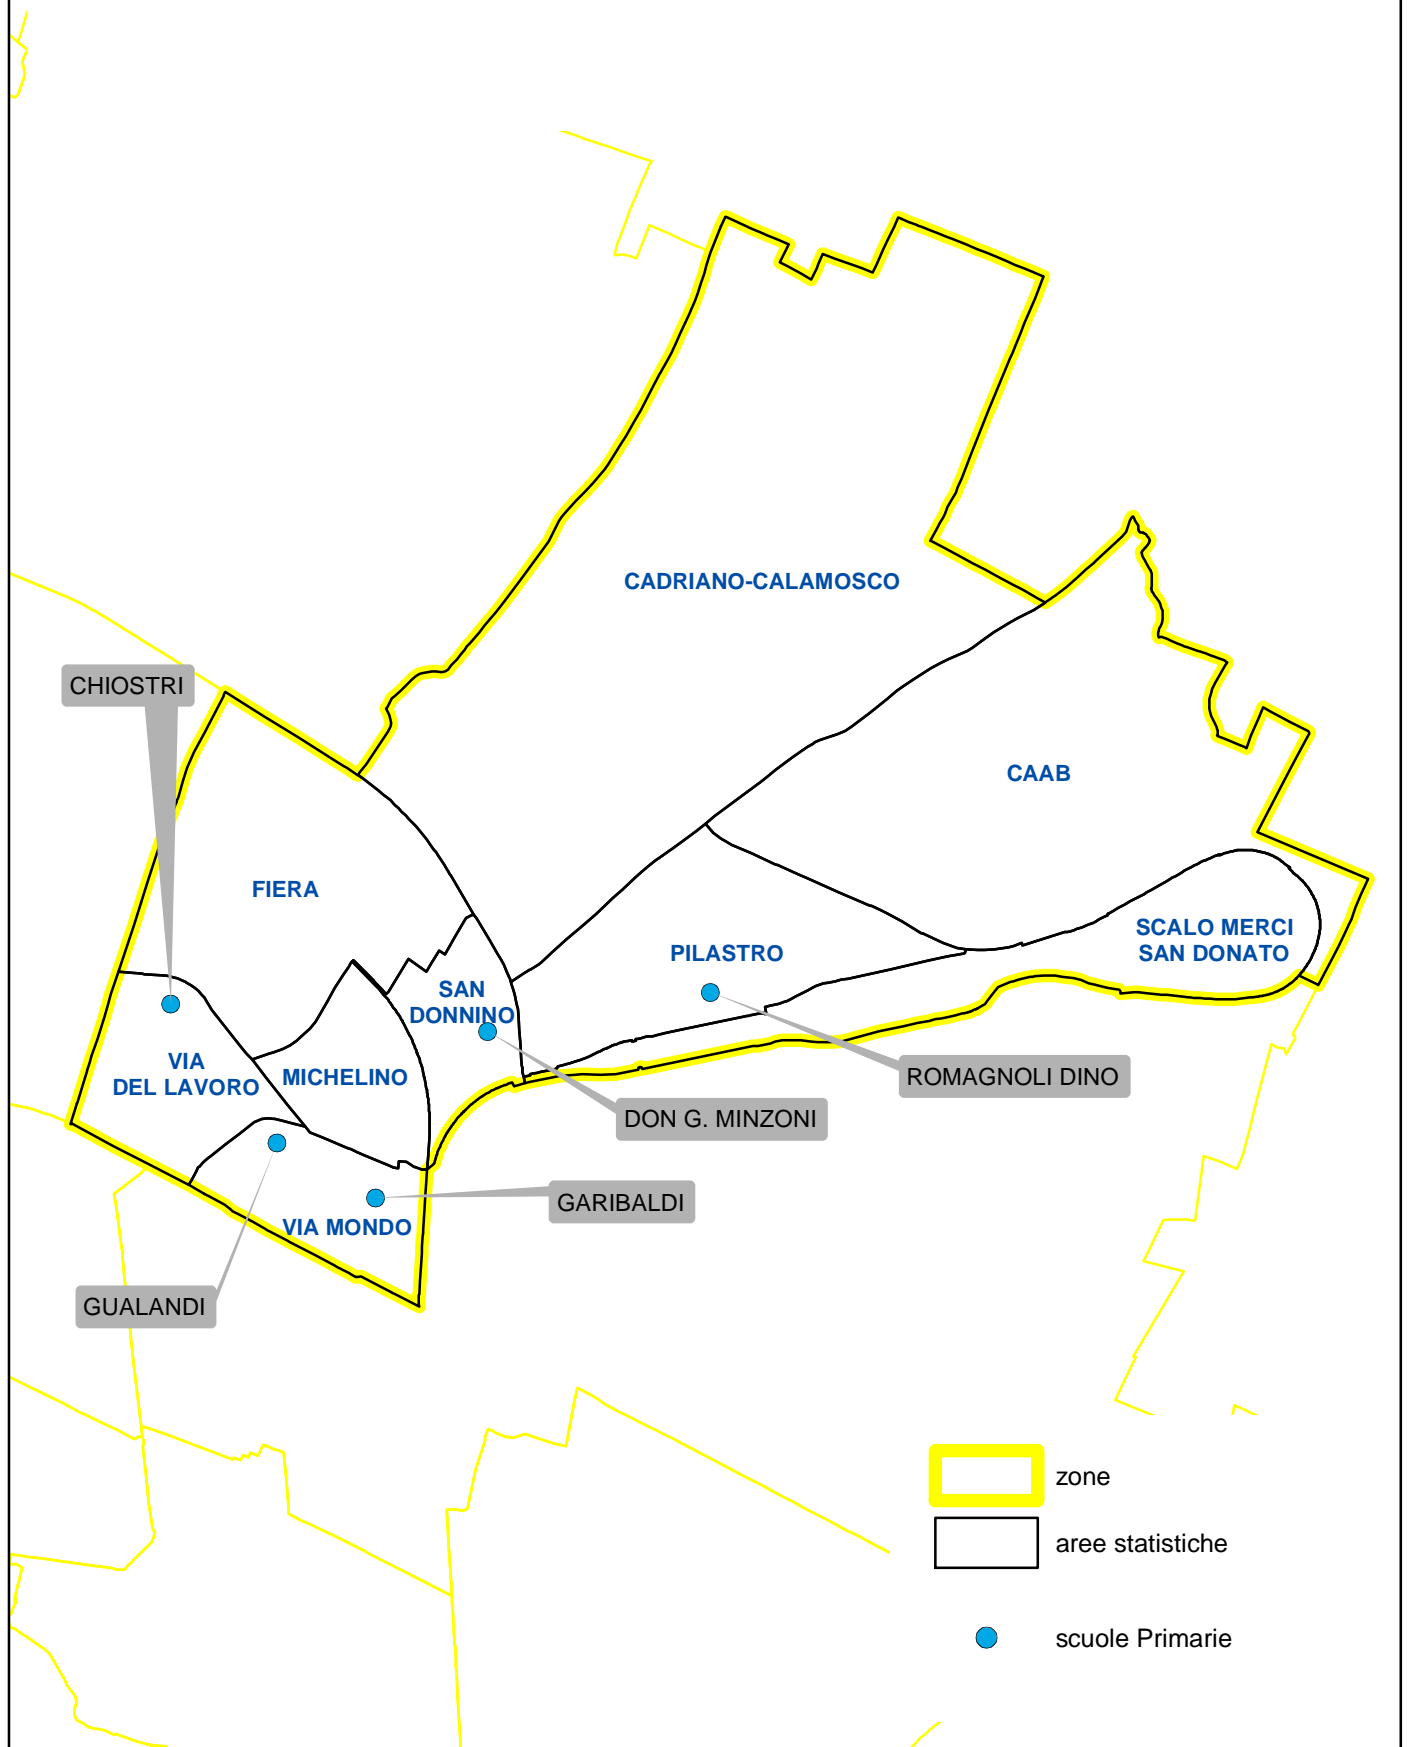 CADRIANO-CALAMOSCO
CHIOSTRI
CAAB
FIERA
SCALO MERCI
SAN DONATO
PILASTRO
SAN
DONNINO
VIA
DEL LAVORO
MICHELINO
ROMAGNOLI DINO
DON G. MINZONI
GARIBALDI
VIA MONDO
GUALANDI
zone
aree statistiche
scuole Primarie